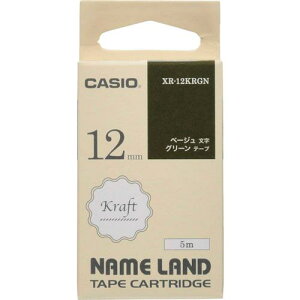 CASIO
XR-12KRGN
12mm
ベージュ 文字
グリーン テープ
Kraft
5m
NAME LAND
TAPE CARTRIDGE